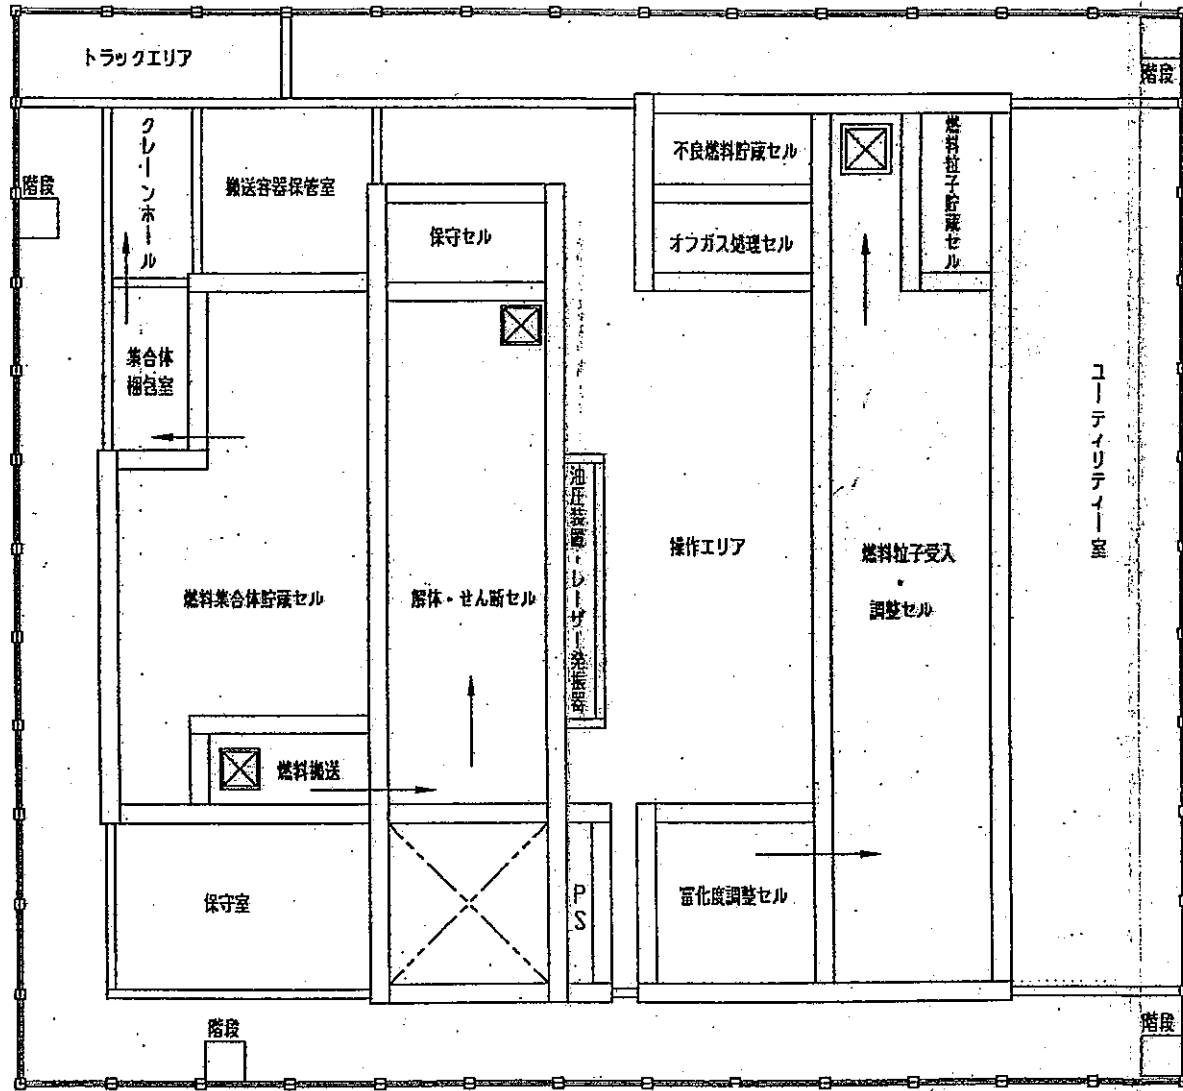 トラックエリア
階段
クレーンホール
不良燃料貯蔵セル
燃料粒子貯蔵セル
階段
搬送容器保管室
保守セル
オフガス処理セル
集合体
梱包室
ユーティリティー室
油圧装置・レーザー発振器
操作エリア
燃料粒子受入
・
調整セル
燃料集合体貯蔵セル
解体・せん断セル
燃料搬送
保守室
PS
富化度調整セル
階段
階段